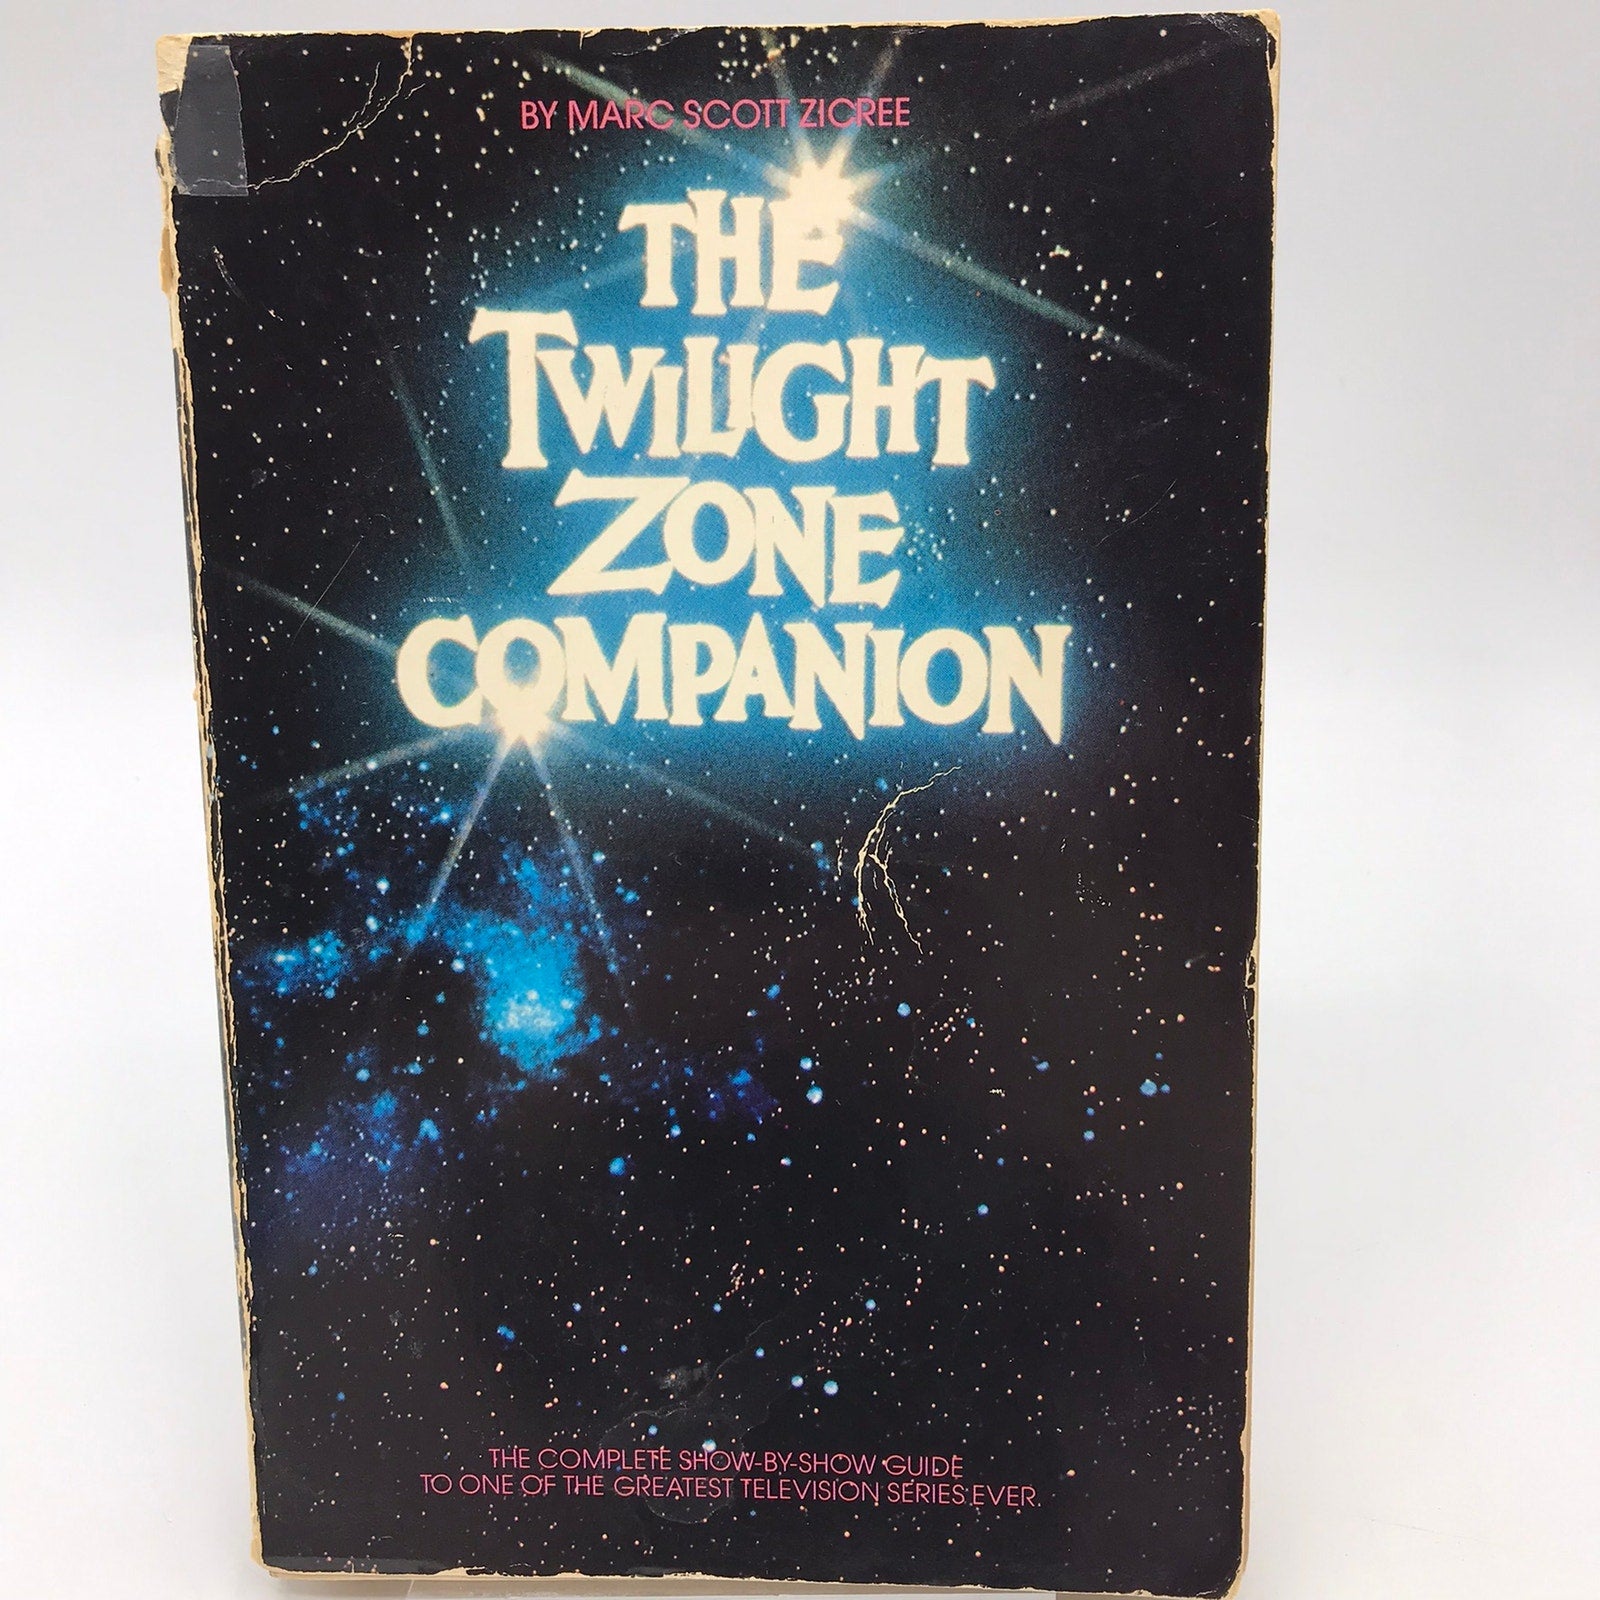 BY MARC SCOTT ZICREE
THE
TWILIGHT
ZONE
COMPANION
THE COMPLETE SHOW-BY-SHOW GUIDE
TO ONE OF THE GREATEST TELEVISION SERIES EVER.